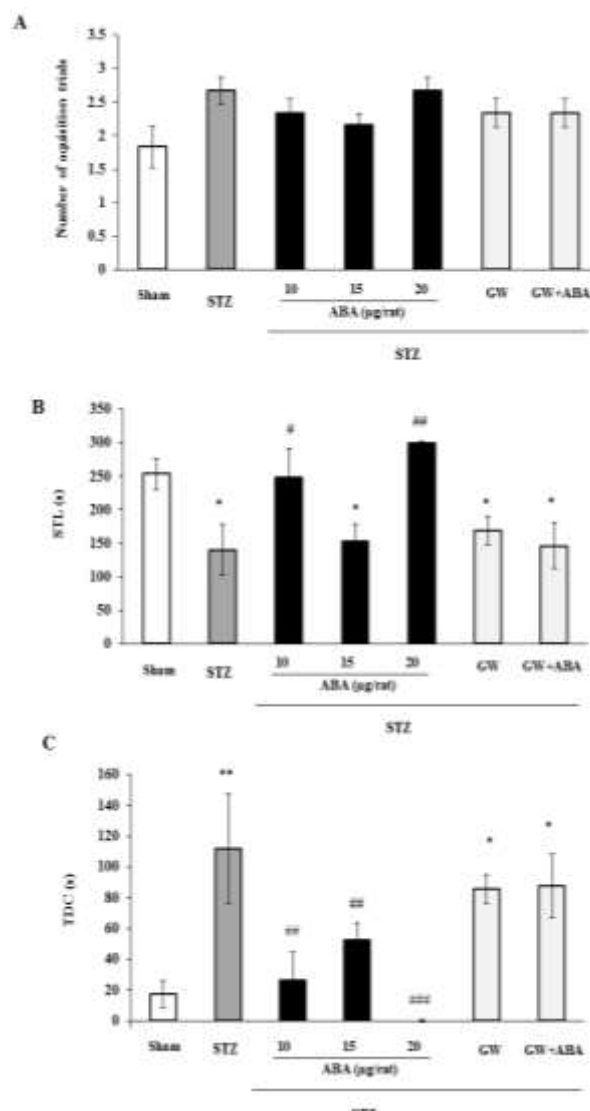 A
Number of aquisition trials
3.5
3
2.5
2
1.5
1
0.5
0
Sham STZ 10 15 20 GW GW+ABA
ABA (µg/rat)
STZ
B
STL (s)
350
300
250
200
150
100
50
0
* # * ## * *
Sham STZ 10 15 20 GW GW+ABA
ABA (µg/rat)
STZ
C
TDC (s)
160
140
120
100
80
60
40
20
0
** ## ## ### * *
Sham STZ 10 15 20 GW GW+ABA
ABA (µg/rat)
STZ